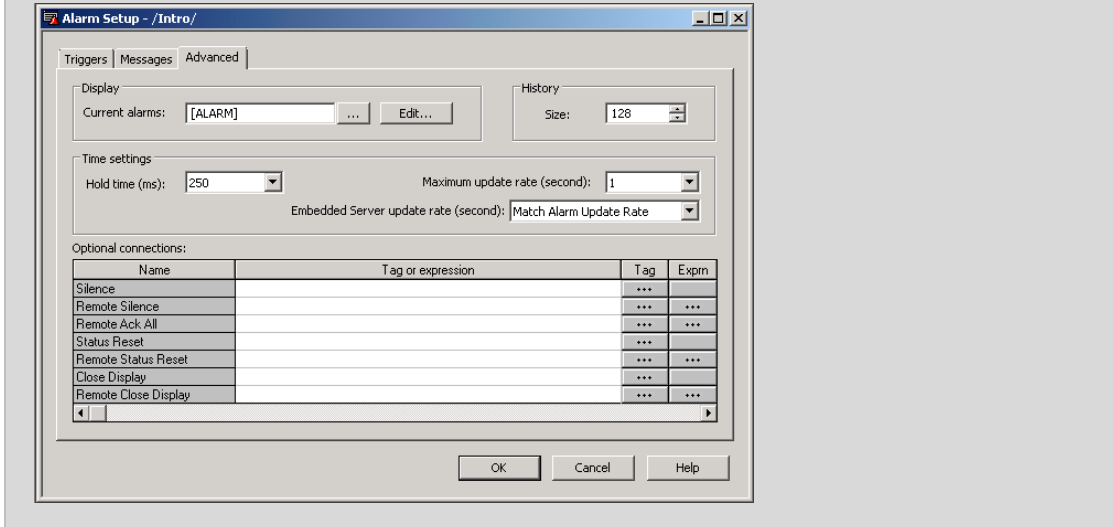 Alarm Setup - /Intro/
Triggers Messages Advanced
Display
Current alarms: [ALARM] ... Edit...
History
Size: 128
Time settings
Hold time (ms): 250 Maximum update rate (second): 1
Embedded Server update rate (second): Match Alarm Update Rate
Optional connections:
Name Tag or expression Tag Exprn
Silence ...
Remote Silence ... ...
Remote Ack All ... ...
Status Reset ...
Remote Status Reset ... ...
Close Display ...
Remote Close Display ... ...
OK Cancel Help